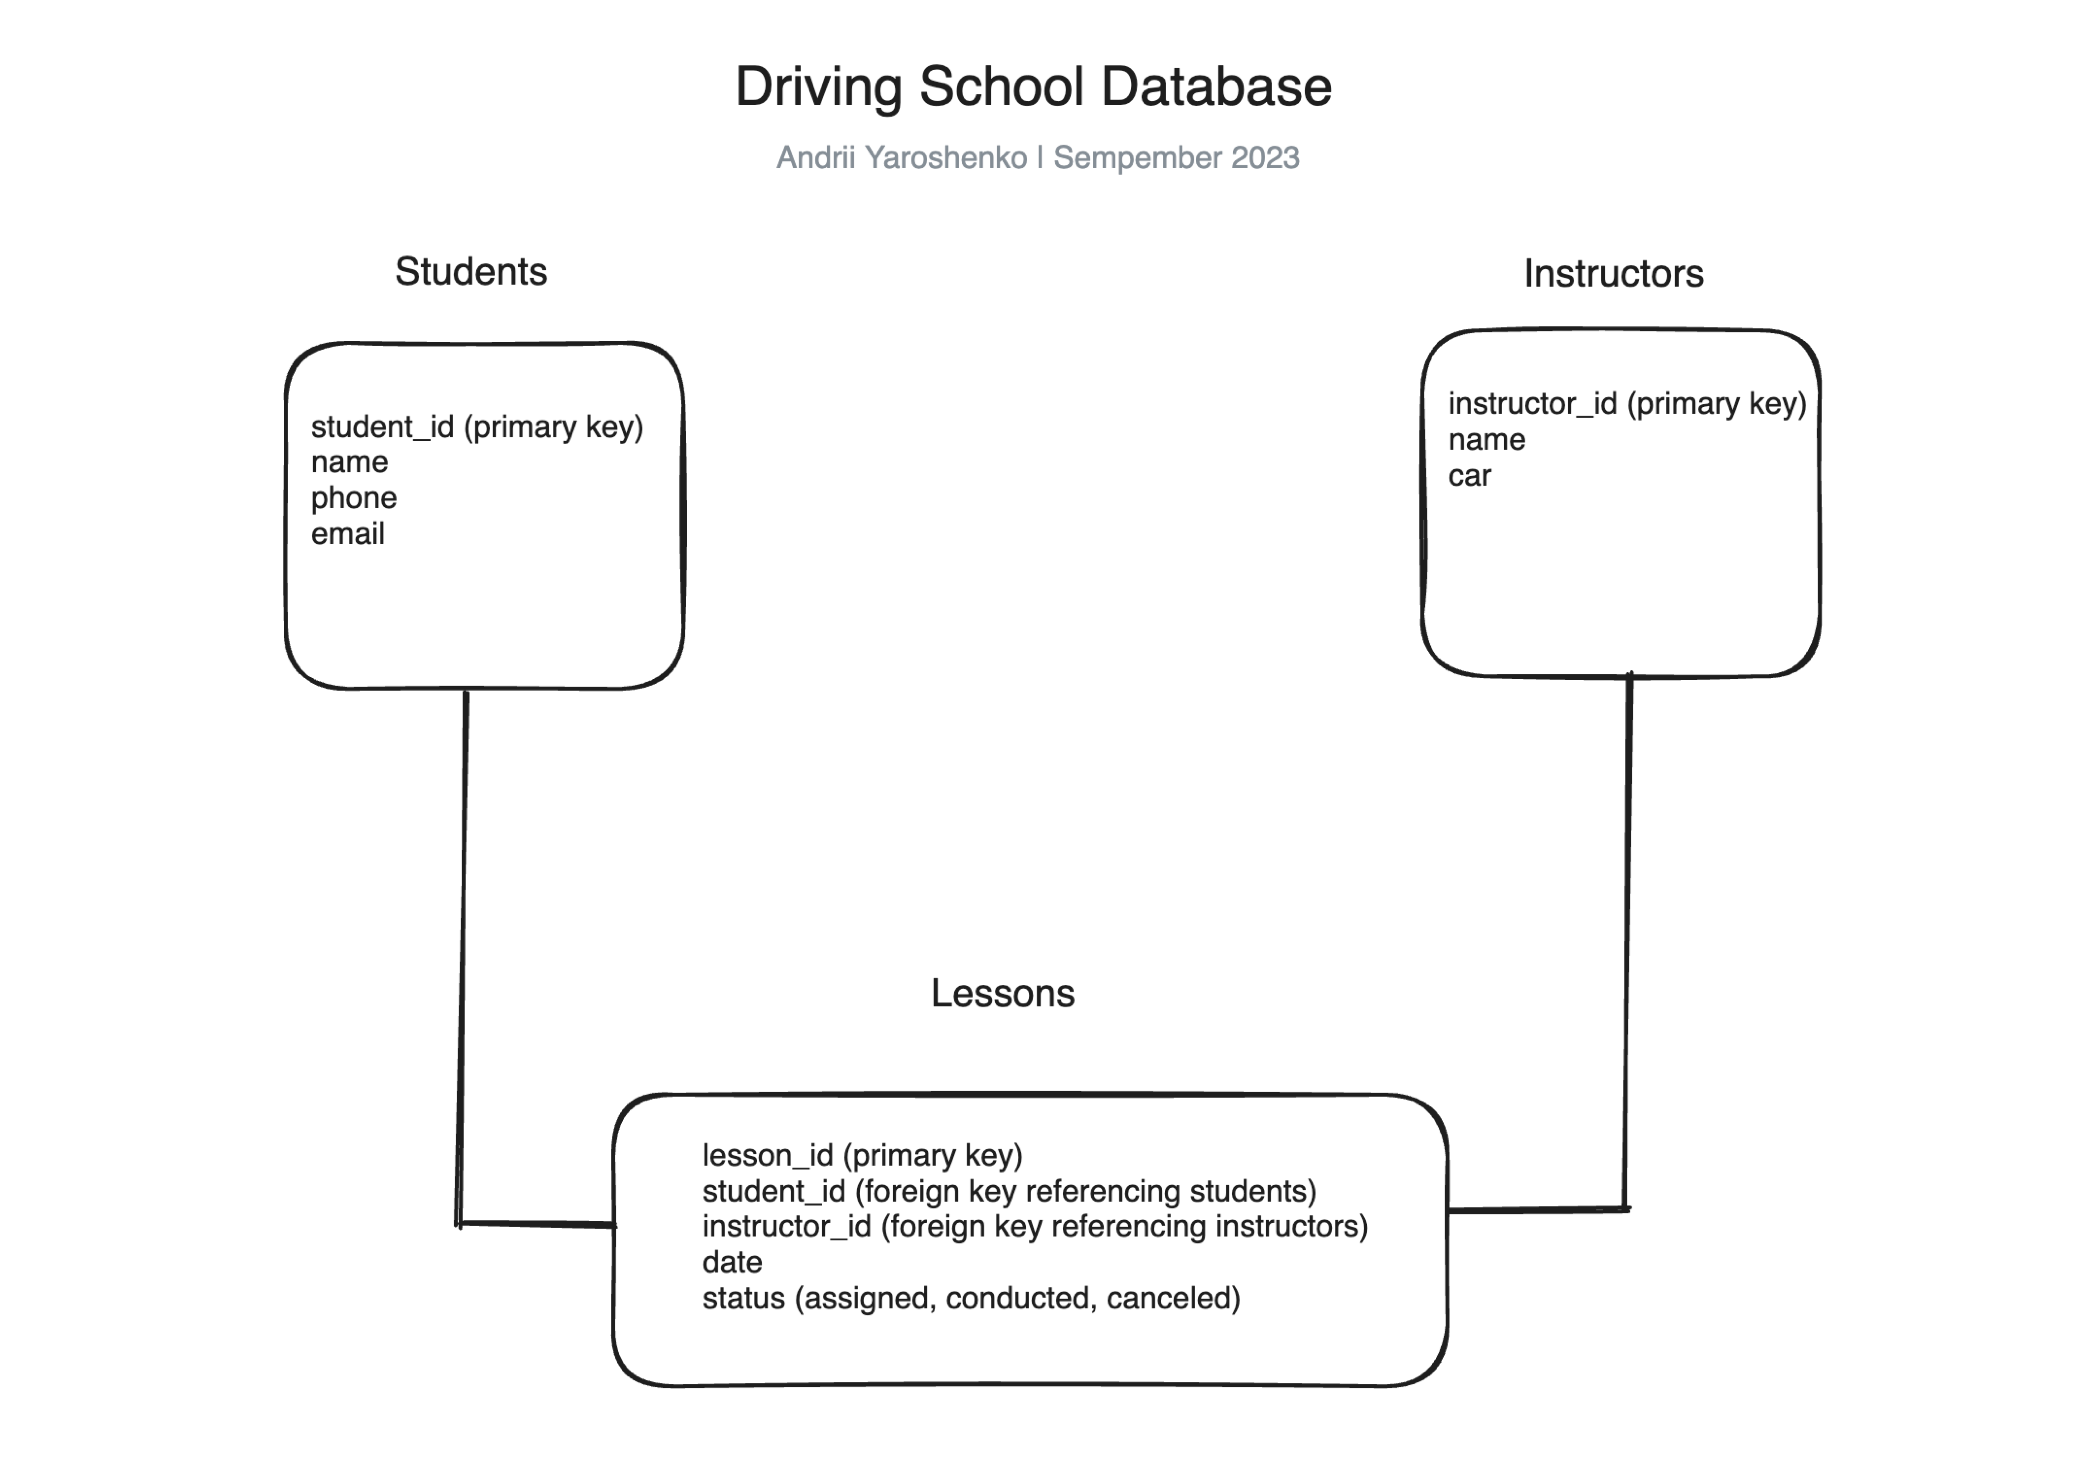 Driving School Database
Andrii Yaroshenko | Sempember 2023
Students
student_id (primary key)
name
phone
email
Instructors
instructor_id (primary key)
name
car
Lessons
lesson_id (primary key)
student_id (foreign key referencing students)
instructor_id (foreign key referencing instructors)
date
status (assigned, conducted, canceled)